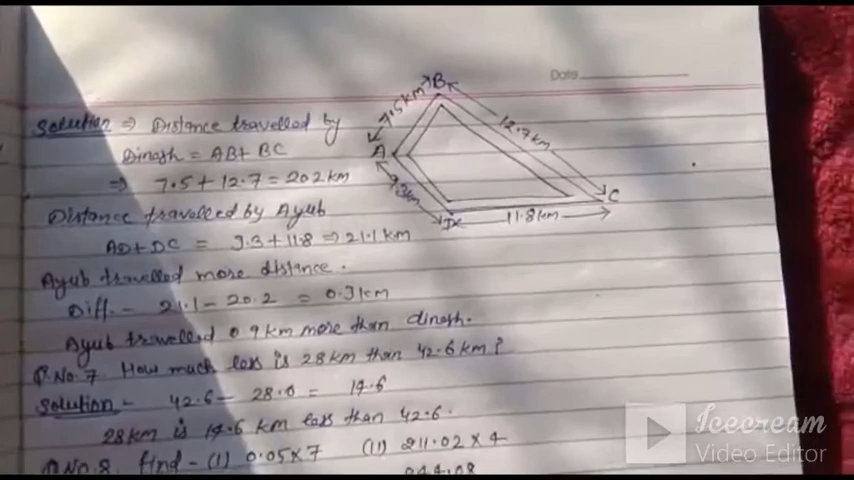 Date
Solution ⇒ Distance travelled by
Dinesh = AB + BC
⇒ 7.5 + 12.7 = 20.2 km
Distance travelled by Ayub
AD + DC = 9.3 + 11.8 ⇒ 21.1 km
Ayub travelled more distance.
Diff. - 21.1 - 20.2 = 0.9 km
Ayub travelled 0.9 km more than dinesh.
Q.No.7 How much less is 28 km than 42.6 km?
Solution - 42.6 - 28.0 = 14.6
28 km is 14.6 km less than 42.6.
Q.No.8 find - (I) 0.05 × 7 (II) 211.02 × 4
844.08
B
7.5 km
12.7 km
A
9.3 km
C
D
11.8 km
Icecream
Video Editor